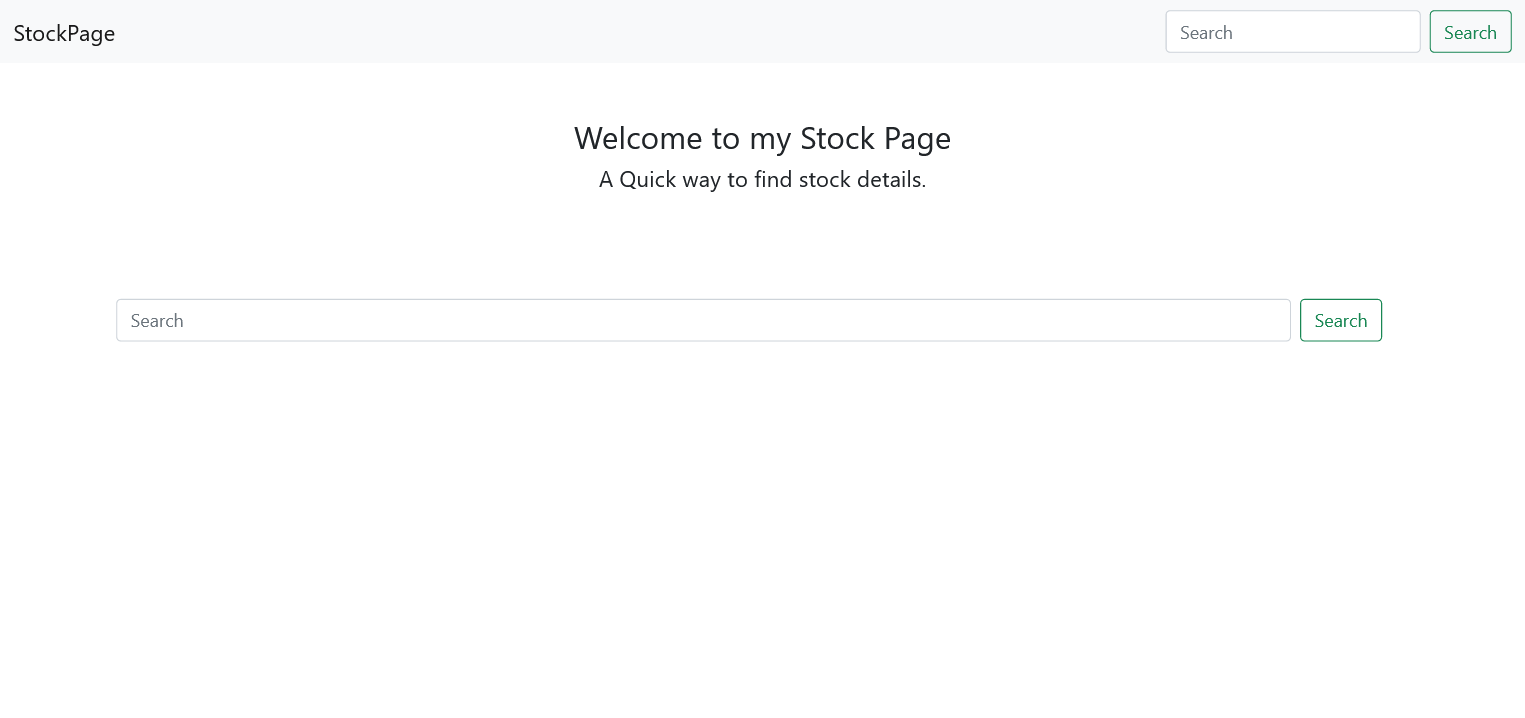 StockPage
Search
Search
Welcome to my Stock Page
A Quick way to find stock details.
Search
Search